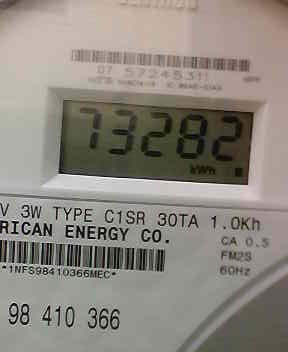 07 57245311
73282
kWh
V 3W TYPE C1SR 30TA 1.0Kh
RICAN ENERGY CO.
CA 0.5
FM2S
60Hz
*1NFS98410366MEC*
98 410 366